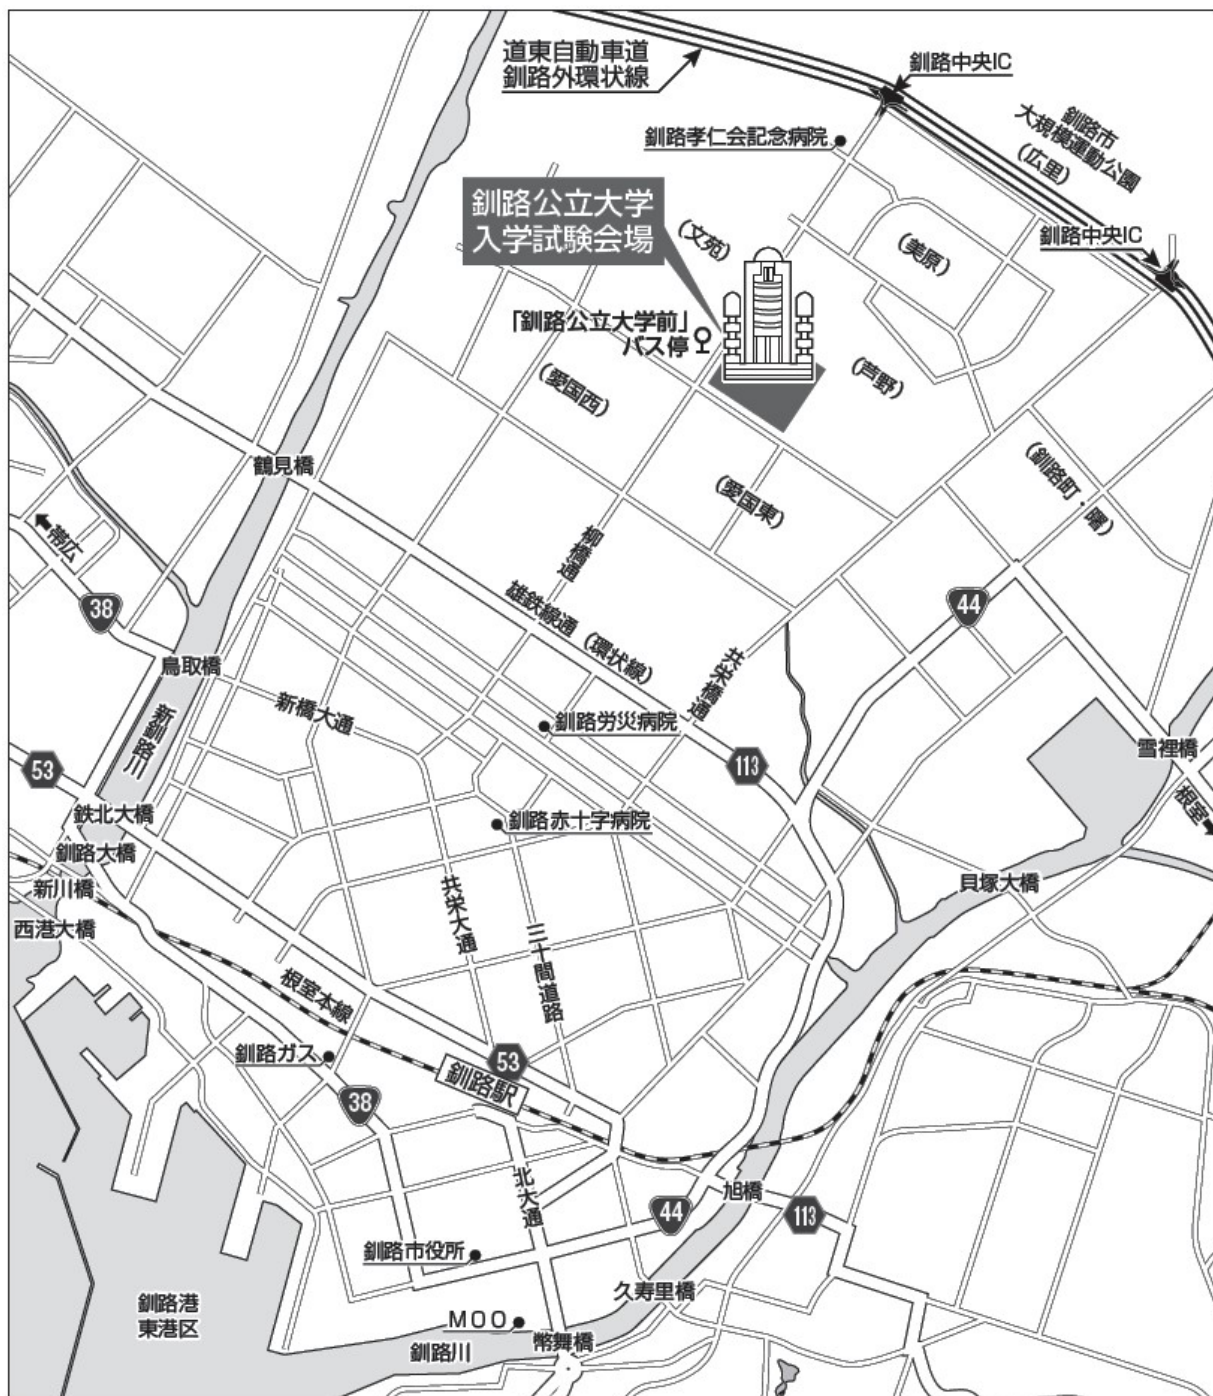 道東自動車道
釧路外環状線
釧路中央IC
釧路市
大規模運動公園
(広里)
釧路孝仁会記念病院
釧路公立大学
入学試験会場
(文苑)
(美原)
釧路中央IC
「釧路公立大学前」
バス停
(愛国西)
(芦野)
鶴見橋
(愛国東)
(釧路町・曙)
帯広
柳橋通
38
44
雄鉄線通(環状線)
鳥取橋
共栄橋通
新橋大通
新釧路川
釧路労災病院
雪裡橋
53
113
根室
鉄北大橋
釧路赤十字病院
釧路大橋
新川橋
貝塚大橋
西港大橋
共栄大通
三十間道路
根室本線
釧路ガス
53
釧路駅
38
北大通
旭橋
44
113
釧路市役所
久寿里橋
釧路港
東港区
MOO
幣舞橋
釧路川